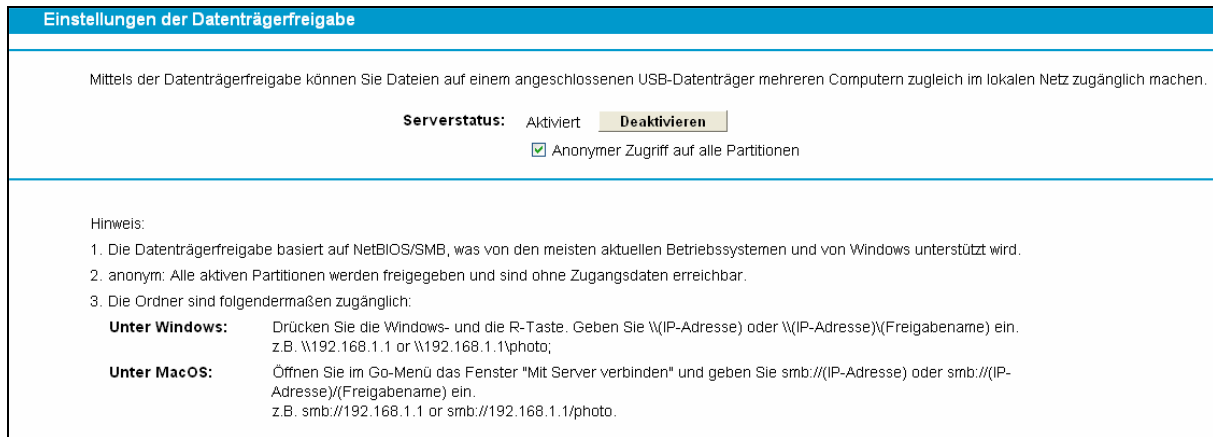 Einstellungen der Datenträgerfreigabe
Mittels der Datenträgerfreigabe können Sie Dateien auf einem angeschlossenen USB-Datenträger mehreren Computern zugleich im lokalen Netz zugänglich machen.
Serverstatus: Aktiviert Deaktivieren
Anonymer Zugriff auf alle Partitionen
Hinweis:
1. Die Datenträgerfreigabe basiert auf NetBIOS/SMB, was von den meisten aktuellen Betriebssystemen und von Windows unterstützt wird.
2. anonym: Alle aktiven Partitionen werden freigegeben und sind ohne Zugangsdaten erreichbar.
3. Die Ordner sind folgendermaßen zugänglich:
Unter Windows: Drücken Sie die Windows- und die R-Taste. Geben Sie \\(IP-Adresse) oder \\(IP-Adresse)\(Freigabename) ein.
z.B. \\192.168.1.1 or \\192.168.1.1\photo;
Unter MacOS: Öffnen Sie im Go-Menü das Fenster "Mit Server verbinden" und geben Sie smb://(IP-Adresse) oder smb://(IP-
Adresse)/(Freigabename) ein.
z.B. smb://192.168.1.1 or smb://192.168.1.1/photo.